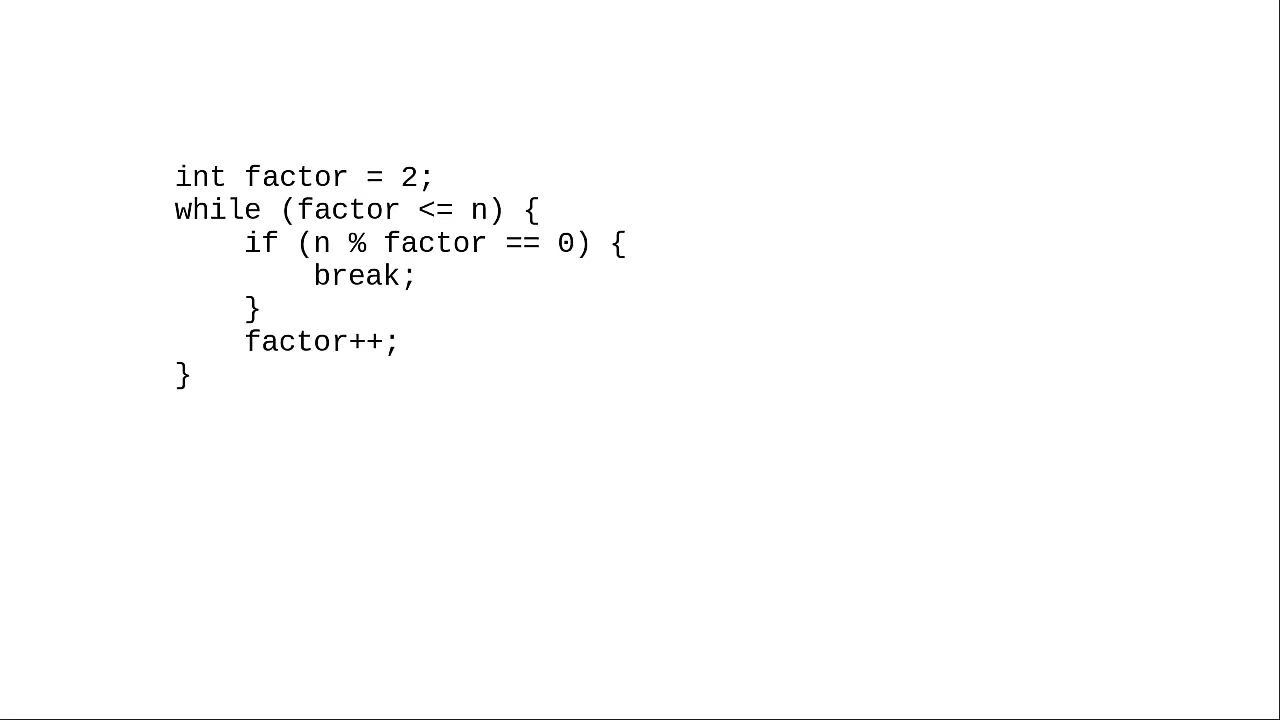 int factor = 2;
while (factor <= n) {
    if (n % factor == 0) {
        break;
    }
    factor++;
}